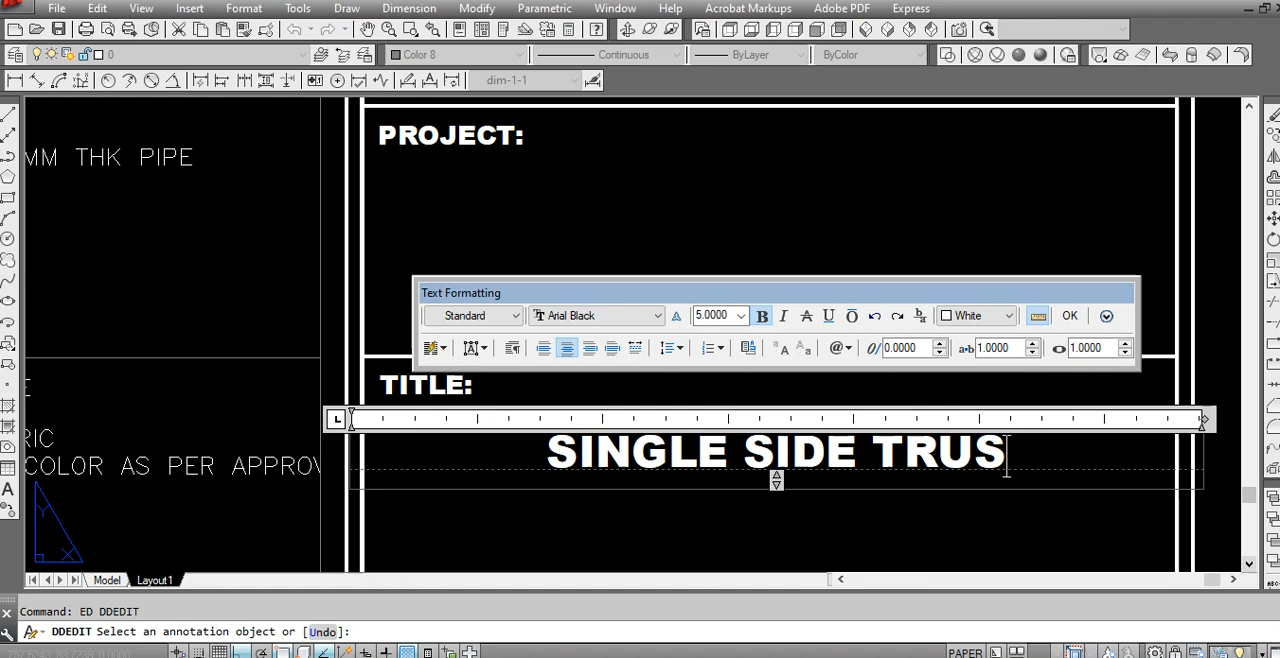 File Edit View Insert Format Tools Draw Dimension Modify Parametric Window Help Acrobat Markups Adobe PDF Express
0 Color 8 Continuous ByLayer ByColor
dim-1-1
PROJECT:
MM THK PIPE
Text Formatting
Standard Arial Black 5.0000 B I A U O White OK
@ 0/ 0.0000 a·b 1.0000 1.0000
TITLE:
SINGLE SIDE TRUS
RIC
COLOR AS PER APPROV
Y
X
Model Layout1
Command: ED DDEDIT
DDEDIT Select an annotation object or [Undo]:
PAPER